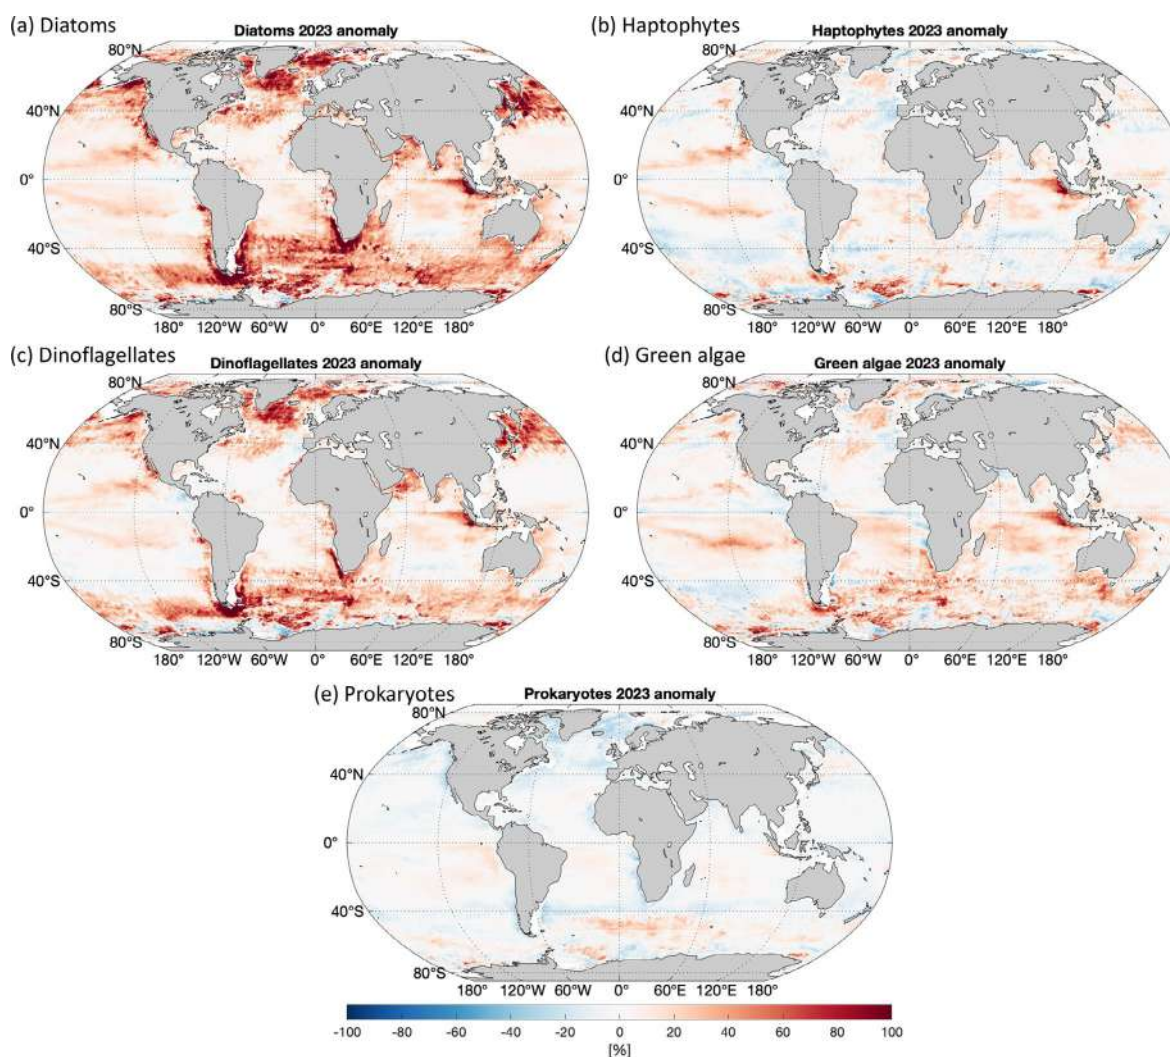 (a) Diatoms
Diatoms 2023 anomaly
80°N
40°N
0°
40°S
80°S
180° 120°W 60°W 0° 60°E 120°E 180°
(b) Haptophytes
Haptophytes 2023 anomaly
80°N
40°N
0°
40°S
80°S
180° 120°W 60°W 0° 60°E 120°E 180°
(c) Dinoflagellates
Dinoflagellates 2023 anomaly
80°N
40°N
0°
40°S
80°S
180° 120°W 60°W 0° 60°E 120°E 180°
(d) Green algae
Green algae 2023 anomaly
80°N
40°N
0°
40°S
80°S
180° 120°W 60°W 0° 60°E 120°E 180°
(e) Prokaryotes
Prokaryotes 2023 anomaly
80°N
40°N
0°
40°S
80°S
180° 120°W 60°W 0° 60°E 120°E 180°
-100 -80 -60 -40 -20 0 20 40 60 80 100
[%]